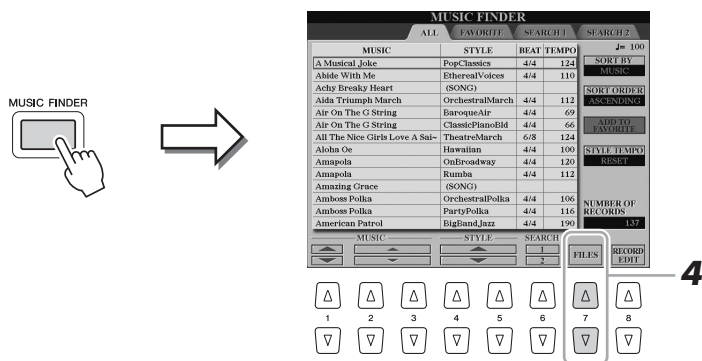 MUSIC FINDER
MUSIC FINDER
ALL FAVORITE SEARCH 1 SEARCH 2
MUSIC STYLE BEAT TEMPO
A Musical Joke PopClassics 4/4 124
Abide With Me EtherealVoices 4/4 110
Achy Breaky Heart (SONG)
Aida Triumph March OrchestralMarch 4/4 112
Air On The G String BaroqueAir 4/4 69
Air On The G String ClassicPianoBld 4/4 66
All The Nice Girls Love A Sai~ TheatreMarch 6/8 124
Aloha Oe Hawaiian 4/4 100
Amapola OnBroadway 4/4 120
Amapola Rumba 4/4 112
Amazing Grace (SONG)
Amboss Polka OrchestralPolka 4/4 106
Amboss Polka PartyPolka 4/4 116
American Patrol BigBandJazz 4/4 190
♩= 100
SORT BY
MUSIC
SORT ORDER
ASCENDING
ADD TO
FAVORITE
STYLE TEMPO
RESET
NUMBER OF
RECORDS
137
MUSIC STYLE SEARCH
1
2
FILES
RECORD
EDIT
4
1 2 3 4 5 6 7 8